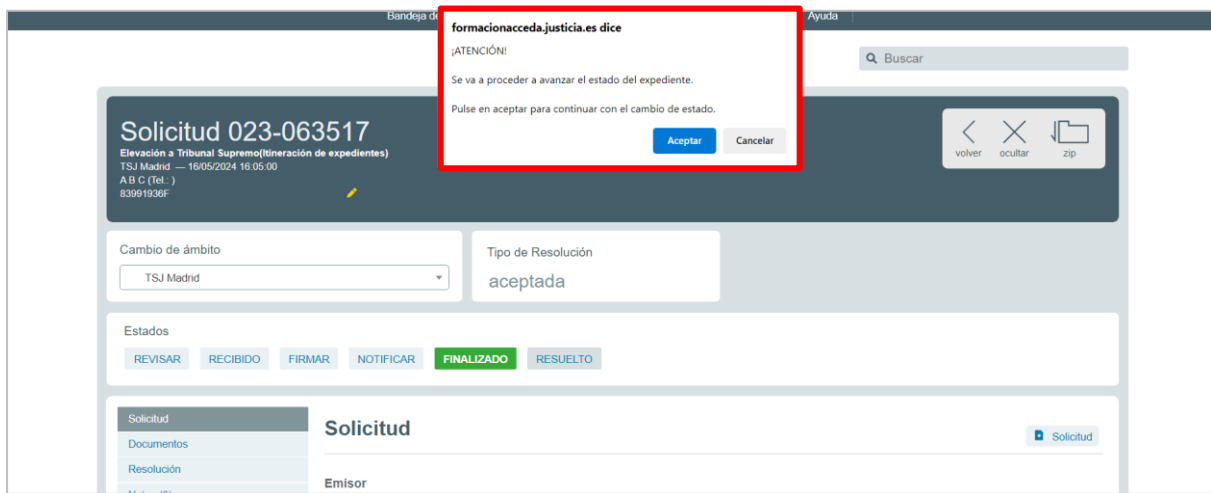 Bandeja de
Ayuda
formacionacceda.justicia.es dice
¡ATENCIÓN!
Se va a proceder a avanzar el estado del expediente.
Pulse en aceptar para continuar con el cambio de estado.
Aceptar Cancelar
Buscar
Solicitud 023-063517
Elevación a Tribunal Supremo(Itineración de expedientes)
TSJ Madrid — 16/05/2024 16:05:00
A B C (Tel.: )
83991936F
volver ocultar zip
Cambio de ámbito
TSJ Madrid
Tipo de Resolución
aceptada
Estados
REVISAR RECIBIDO FIRMAR NOTIFICAR FINALIZADO RESUELTO
Solicitud
Documentos
Resolución
Solicitud
Solicitud
Emisor